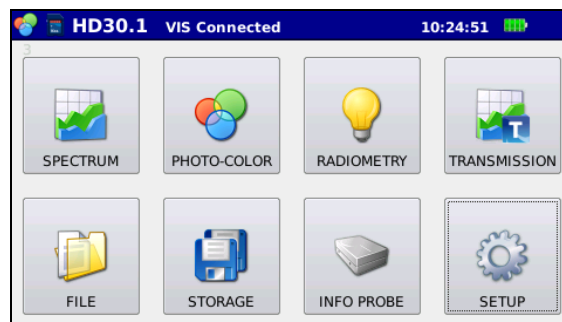 HD30.1 VIS Connected 10:24:51
3
SPECTRUM PHOTO-COLOR RADIOMETRY TRANSMISSION
T
FILE STORAGE INFO PROBE SETUP